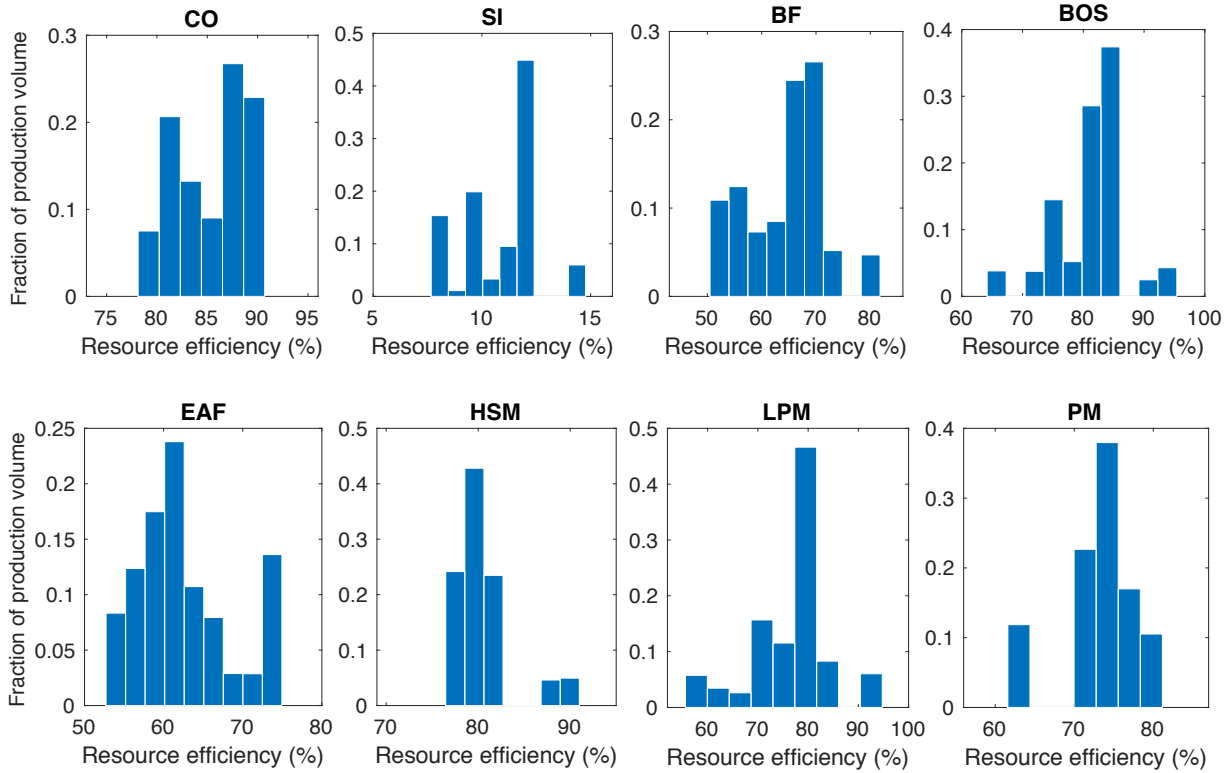 CO
SI
BF
BOS
Fraction of production volume
0.3
0.2
0.1
0
75 80 85 90 95
Resource efficiency (%)
0.5
0.4
0.3
0.2
0.1
0
5 10 15
Resource efficiency (%)
0.3
0.2
0.1
0
50 60 70 80
Resource efficiency (%)
0.4
0.3
0.2
0.1
0
60 70 80 90 100
Resource efficiency (%)
EAF
HSM
LPM
PM
Fraction of production volume
0.25
0.2
0.15
0.1
0.05
0
50 60 70 80
Resource efficiency (%)
0.5
0.4
0.3
0.2
0.1
0
70 80 90
Resource efficiency (%)
0.5
0.4
0.3
0.2
0.1
0
60 70 80 90 100
Resource efficiency (%)
0.4
0.3
0.2
0.1
0
60 70 80
Resource efficiency (%)